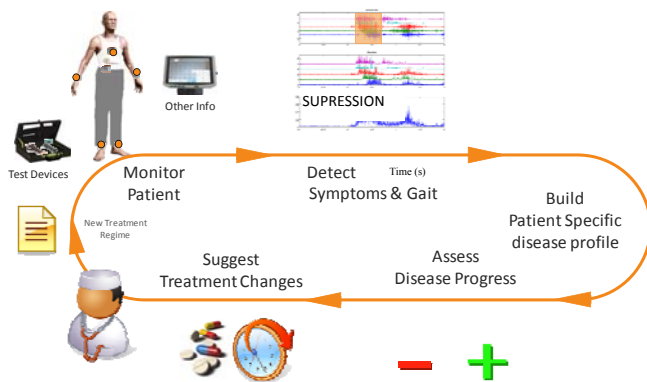 SUPRESSION
Other Info
Test Devices
Monitor
Patient
Detect
Time (s)
Symptoms & Gait
Build
Patient Specific
disease profile
New Treatment
Regime
Suggest
Treatment Changes
Assess
Disease Progress